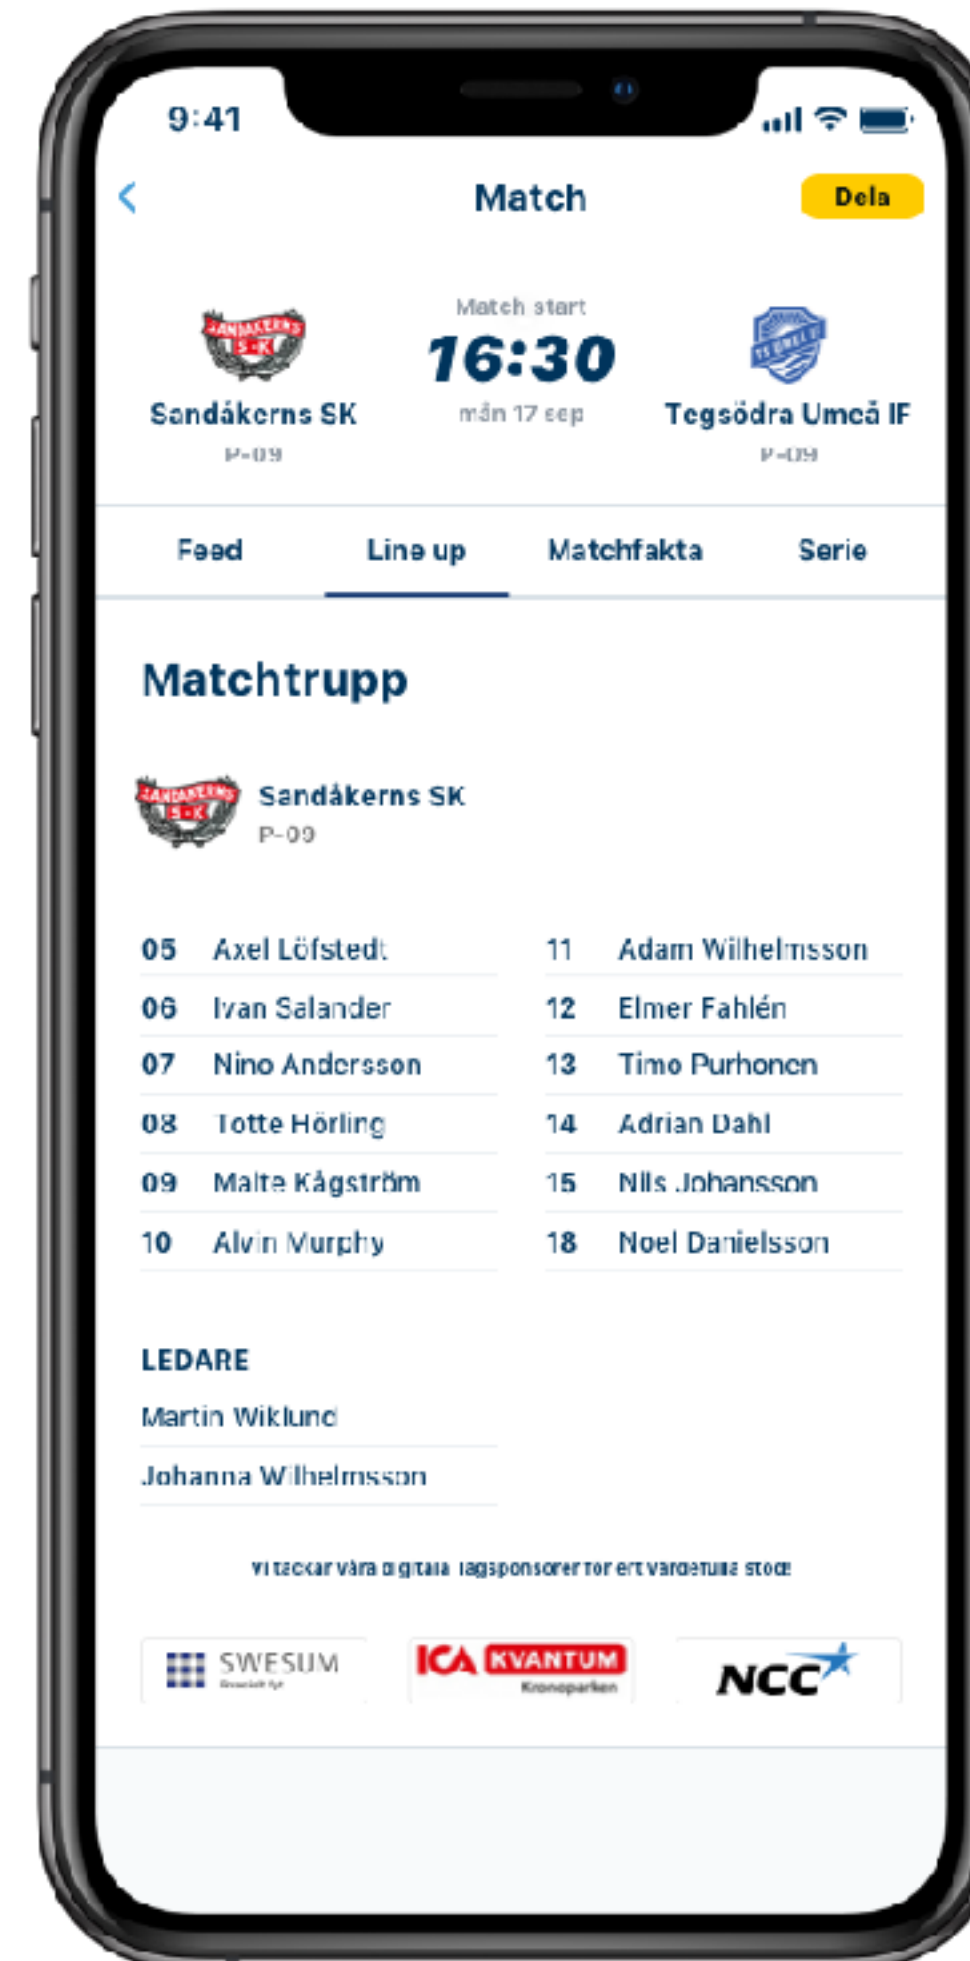 9:41
Match
Dela
SANDÅKERNS
S-K
Match start
16:30
mån 17 sep
Sandåkerns SK
P-09
Tegsödra Umeå IF
P-09
Feed
Line up
Matchfakta
Serie
Matchtrupp
SANDÅKERNS
S-K
Sandåkerns SK
P-09
05 Axel Löfstedt
11 Adam Wilhelmsson
06 Ivan Salander
12 Elmer Fahlén
07 Nino Andersson
13 Timo Purhonen
08 Totte Hörling
14 Adrian Dahl
09 Malte Kågström
15 Nils Johansson
10 Alvin Murphy
18 Noel Danielsson
LEDARE
Martin Wiklund
Johanna Wilhelmsson
Vi tackar våra digitala lagsponsorer för ert värdefulla stöd!
SWESUM
ICA KVANTUM
Kronoparken
NCC